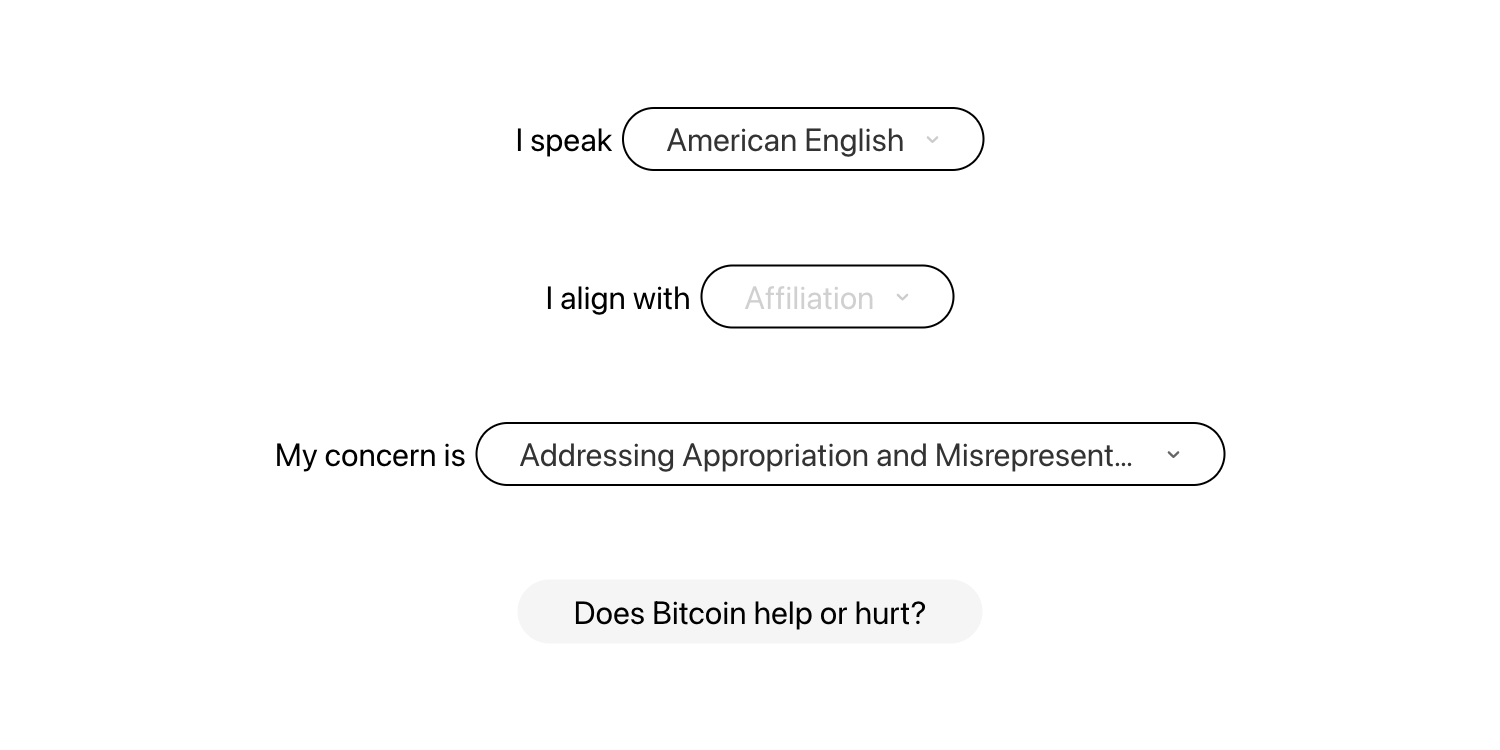 I speak American English
I align with Affiliation
My concern is Addressing Appropriation and Misrepresent...
Does Bitcoin help or hurt?